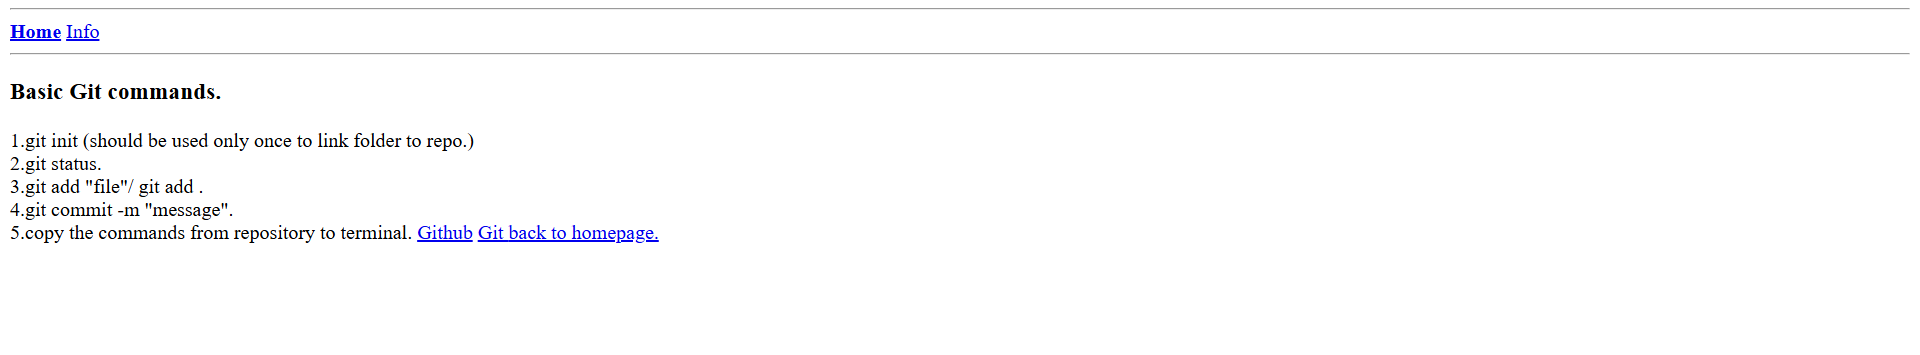 Home Info
Basic Git commands.
1.git init (should be used only once to link folder to repo.)
2.git status.
3.git add "file"/ git add .
4.git commit -m "message".
5.copy the commands from repository to terminal. Github Git back to homepage.